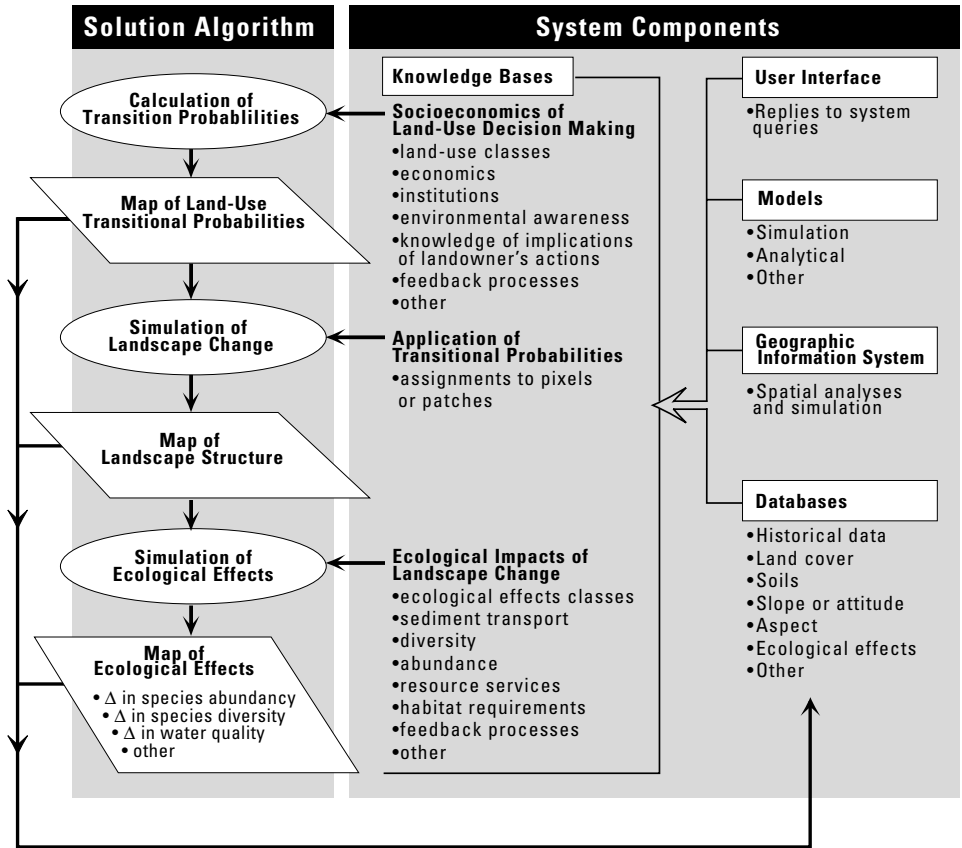 Solution Algorithm
Calculation of
Transition Probablilities
Map of Land-Use
Transitional Probabilities
Simulation of
Landscape Change
Map of
Landscape Structure
Simulation of
Ecological Effects
Map of
Ecological Effects
• Δ in species abundancy
• Δ in species diversity
• Δ in water quality
• other
System Components
Knowledge Bases
Socioeconomics of
Land-Use Decision Making
•land-use classes
•economics
•institutions
•environmental awareness
•knowledge of implications
of landowner's actions
•feedback processes
•other
Application of
Transitional Probabilities
•assignments to pixels
or patches
Ecological Impacts of
Landscape Change
•ecological effects classes
•sediment transport
•diversity
•abundance
•resource services
•habitat requirements
•feedback processes
•other
User Interface
•Replies to system
queries
Models
•Simulation
•Analytical
•Other
Geographic
Information System
•Spatial analyses
and simulation
Databases
•Historical data
•Land cover
•Soils
•Slope or attitude
•Aspect
•Ecological effects
•Other